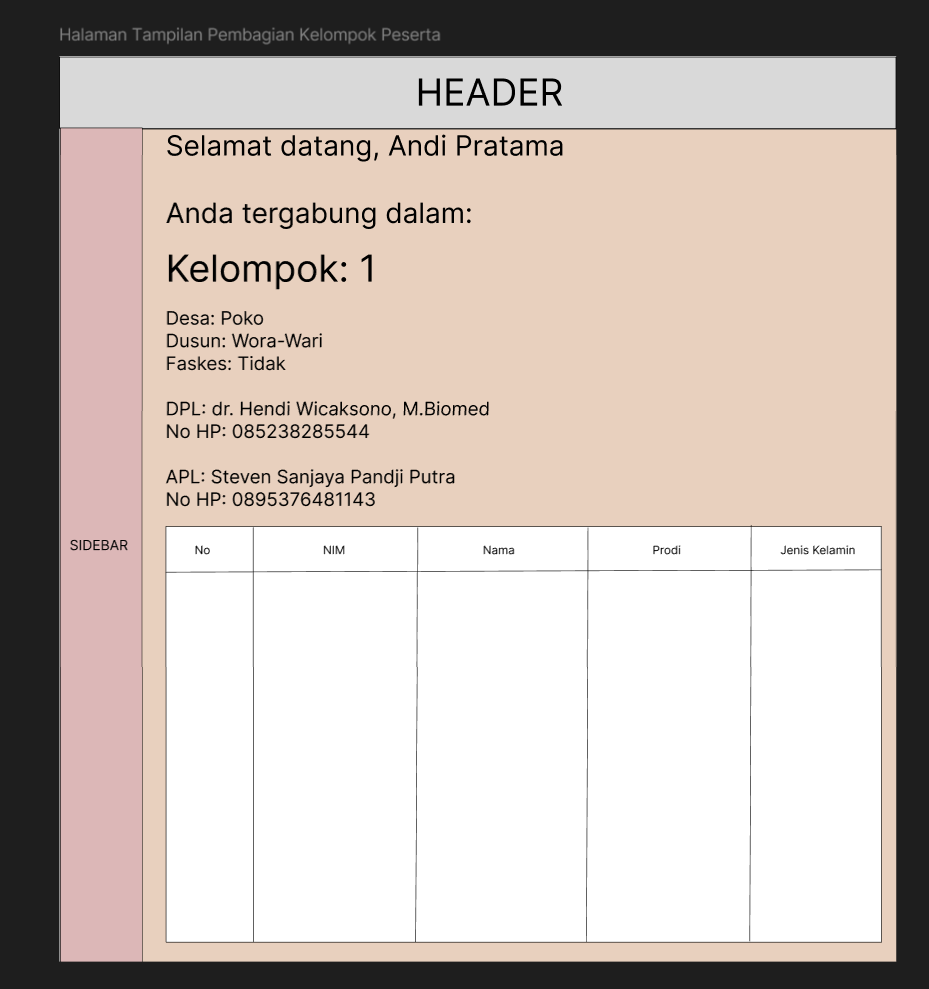 Halaman Tampilan Pembagian Kelompok Peserta
HEADER
Selamat datang, Andi Pratama
Anda tergabung dalam:
Kelompok: 1
Desa: Poko
Dusun: Wora-Wari
Faskes: Tidak
DPL: dr. Hendi Wicaksono, M.Biomed
No HP: 085238285544
APL: Steven Sanjaya Pandji Putra
No HP: 0895376481143
SIDEBAR
No NIM Nama Prodi Jenis Kelamin